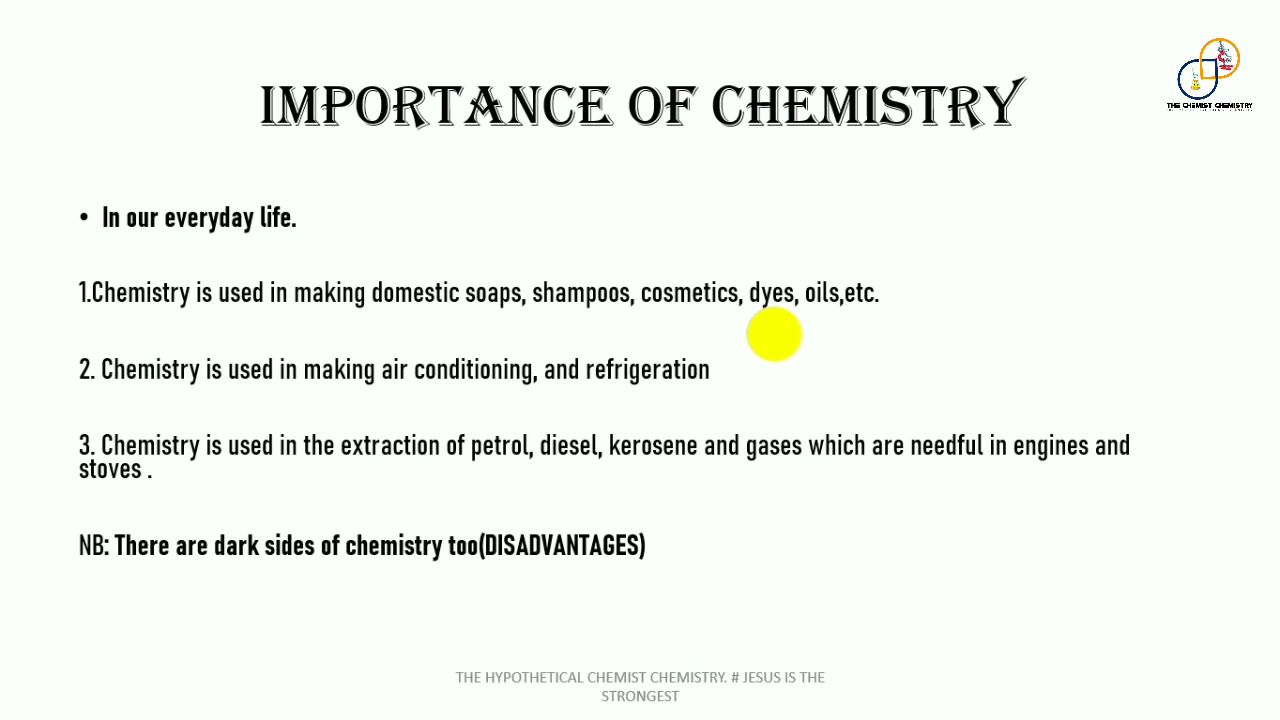 THE CHEMIST CHEMISTRY
IMPORTANCE OF CHEMISTRY
• In our everyday life.
1.Chemistry is used in making domestic soaps, shampoos, cosmetics, dyes, oils,etc.
2. Chemistry is used in making air conditioning, and refrigeration
3. Chemistry is used in the extraction of petrol, diesel, kerosene and gases which are needful in engines and
stoves .
NB: There are dark sides of chemistry too(DISADVANTAGES)
THE HYPOTHETICAL CHEMIST CHEMISTRY. # JESUS IS THE
STRONGEST